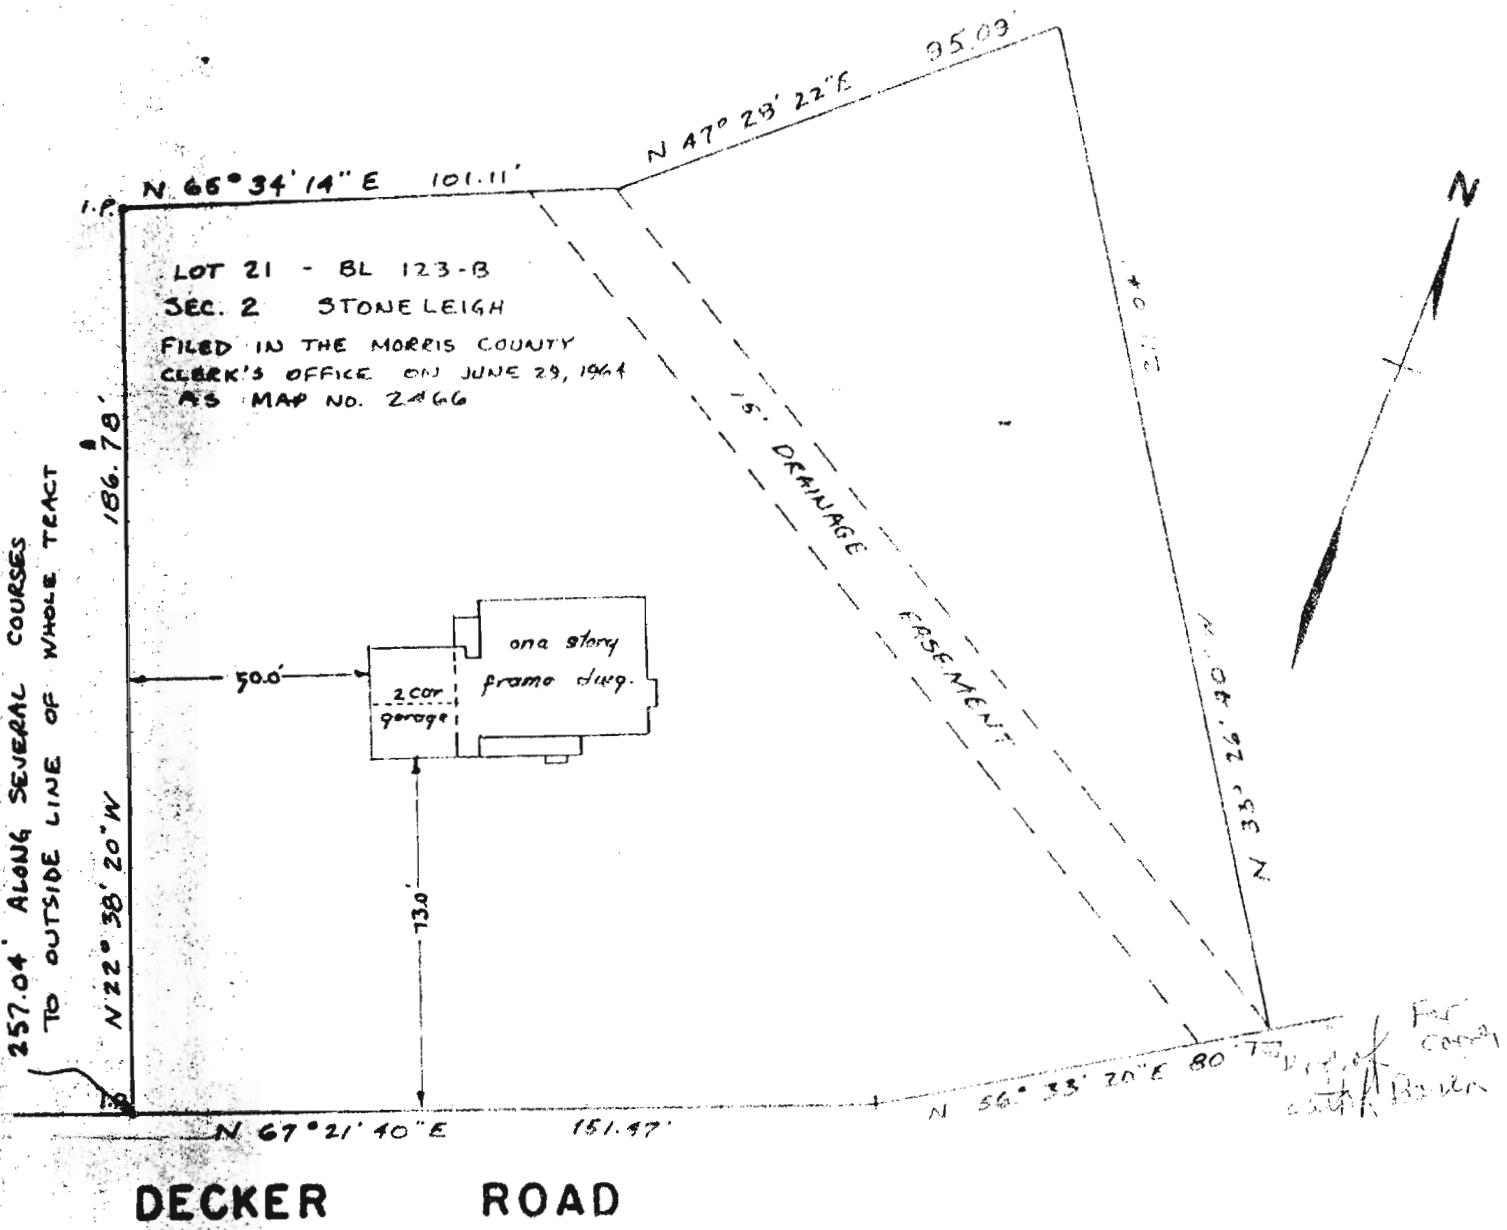 N 65° 34' 14" E 101.11'
N 47° 28' 22" E 95.09'
I.P.
N
LOT 21 - BL 123-B
SEC. 2 STONELEIGH
FILED IN THE MORRIS COUNTY
CLERK'S OFFICE ON JUNE 29, 1964
AS MAP NO.
15' DRAINAGE
EASEMENT
N 33° 26' 40" W
186.78'
N 22° 38' 20" W
257.04' ALONG SEVERAL COURSES
TO OUTSIDE LINE OF WHOLE TRACT
50.0'
one story
frame dwg.
2 car
garage
73.0'
I.P.
N 67° 21' 40" E 151.47'
N 56° 33' 20" E 80
DECKER ROAD